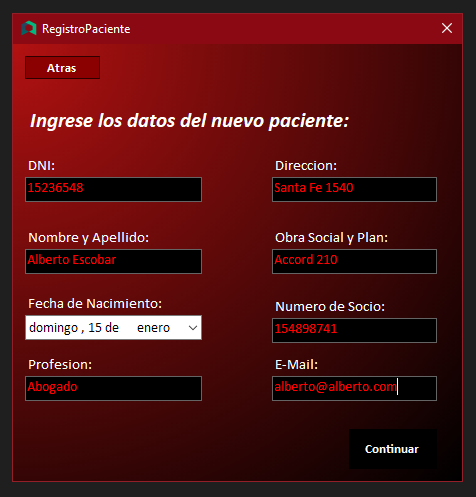 RegistroPaciente
Atras
Ingrese los datos del nuevo paciente:
DNI:
15236548
Direccion:
Santa Fe 1540
Nombre y Apellido:
Alberto Escobar
Obra Social y Plan:
Accord 210
Fecha de Nacimiento:
domingo , 15 de enero
Numero de Socio:
154898741
Profesion:
Abogado
E-Mail:
alberto@alberto.com
Continuar